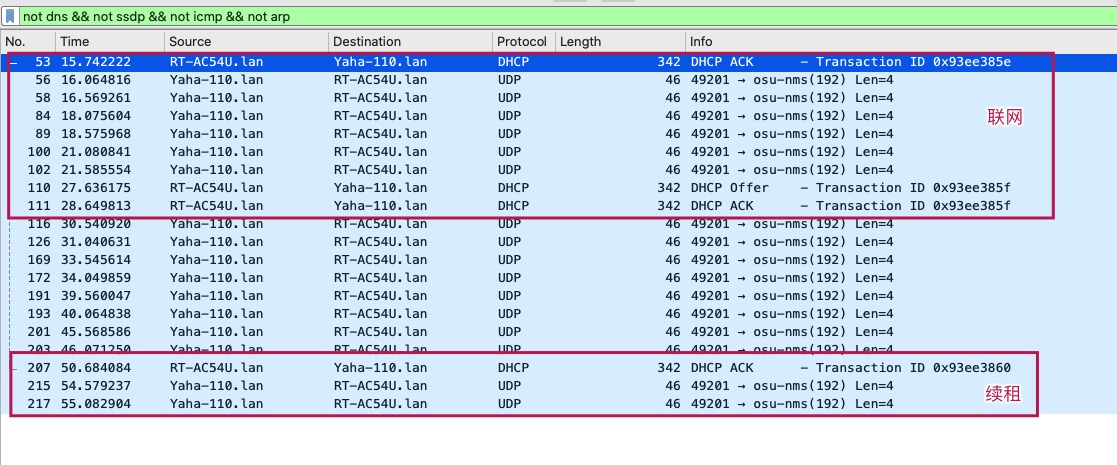 not dns && not ssdp && not icmp && not arp
No. Time Source Destination Protocol Length Info
53 15.742222 RT-AC54U.lan Yaha-110.lan DHCP 342 DHCP ACK - Transaction ID 0x93ee385e
56 16.064816 Yaha-110.lan RT-AC54U.lan UDP 46 49201 → osu-nms(192) Len=4
58 16.569261 Yaha-110.lan RT-AC54U.lan UDP 46 49201 → osu-nms(192) Len=4
84 18.075604 Yaha-110.lan RT-AC54U.lan UDP 46 49201 → osu-nms(192) Len=4
联网
89 18.575968 Yaha-110.lan RT-AC54U.lan UDP 46 49201 → osu-nms(192) Len=4
100 21.080841 Yaha-110.lan RT-AC54U.lan UDP 46 49201 → osu-nms(192) Len=4
102 21.585554 Yaha-110.lan RT-AC54U.lan UDP 46 49201 → osu-nms(192) Len=4
110 27.636175 RT-AC54U.lan Yaha-110.lan DHCP 342 DHCP Offer - Transaction ID 0x93ee385f
111 28.649813 RT-AC54U.lan Yaha-110.lan DHCP 342 DHCP ACK - Transaction ID 0x93ee385f
116 30.540920 Yaha-110.lan RT-AC54U.lan UDP 46 49201 → osu-nms(192) Len=4
126 31.040631 Yaha-110.lan RT-AC54U.lan UDP 46 49201 → osu-nms(192) Len=4
169 33.545614 Yaha-110.lan RT-AC54U.lan UDP 46 49201 → osu-nms(192) Len=4
172 34.049859 Yaha-110.lan RT-AC54U.lan UDP 46 49201 → osu-nms(192) Len=4
191 39.560047 Yaha-110.lan RT-AC54U.lan UDP 46 49201 → osu-nms(192) Len=4
193 40.064838 Yaha-110.lan RT-AC54U.lan UDP 46 49201 → osu-nms(192) Len=4
201 45.568586 Yaha-110.lan RT-AC54U.lan UDP 46 49201 → osu-nms(192) Len=4
203 46.071250 Yaha-110.lan RT-AC54U.lan UDP 46 49201 → osu-nms(192) Len=4
207 50.684084 RT-AC54U.lan Yaha-110.lan DHCP 342 DHCP ACK - Transaction ID 0x93ee3860
215 54.579237 Yaha-110.lan RT-AC54U.lan UDP 46 49201 → osu-nms(192) Len=4
续租
217 55.082904 Yaha-110.lan RT-AC54U.lan UDP 46 49201 → osu-nms(192) Len=4